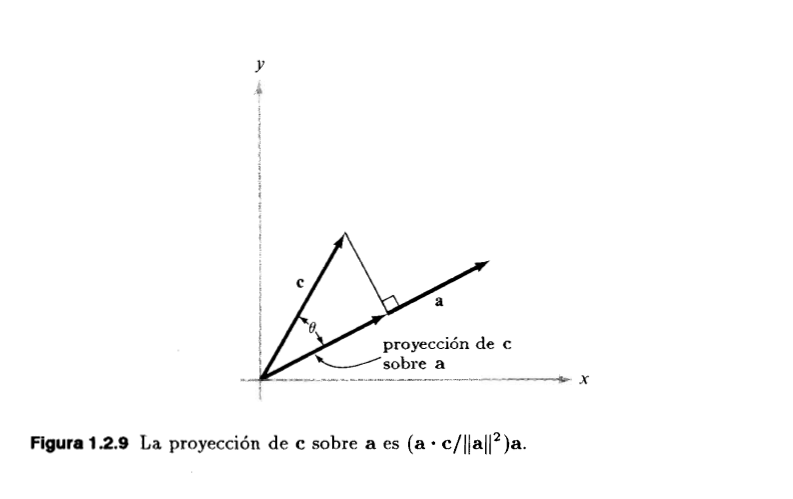 y
c
θ
a
proyección de c
sobre a
x
Figura 1.2.9 La proyección de c sobre a es (a · c/||a||²)a.